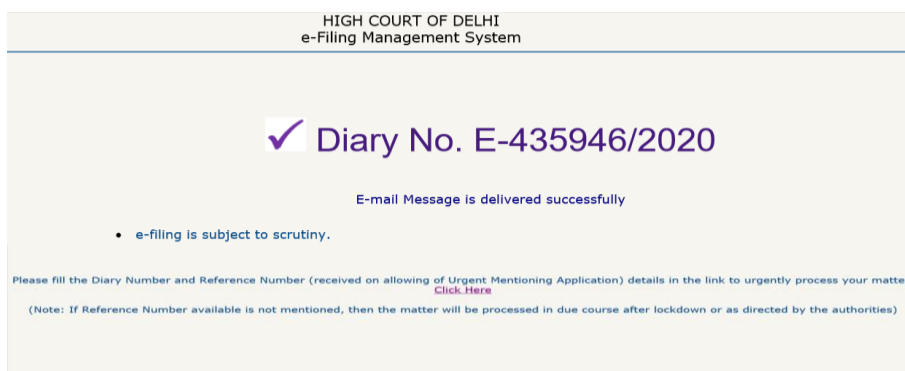 HIGH COURT OF DELHI
e-Filing Management System
Diary No. E-435946/2020
E-mail Message is delivered successfully
• e-filing is subject to scrutiny.
Please fill the Diary Number and Reference Number (received on allowing of Urgent Mentioning Application) details in the link to urgently process your matte
Click Here
(Note: If Reference Number available is not mentioned, then the matter will be processed in due course after lockdown or as directed by the authorities)